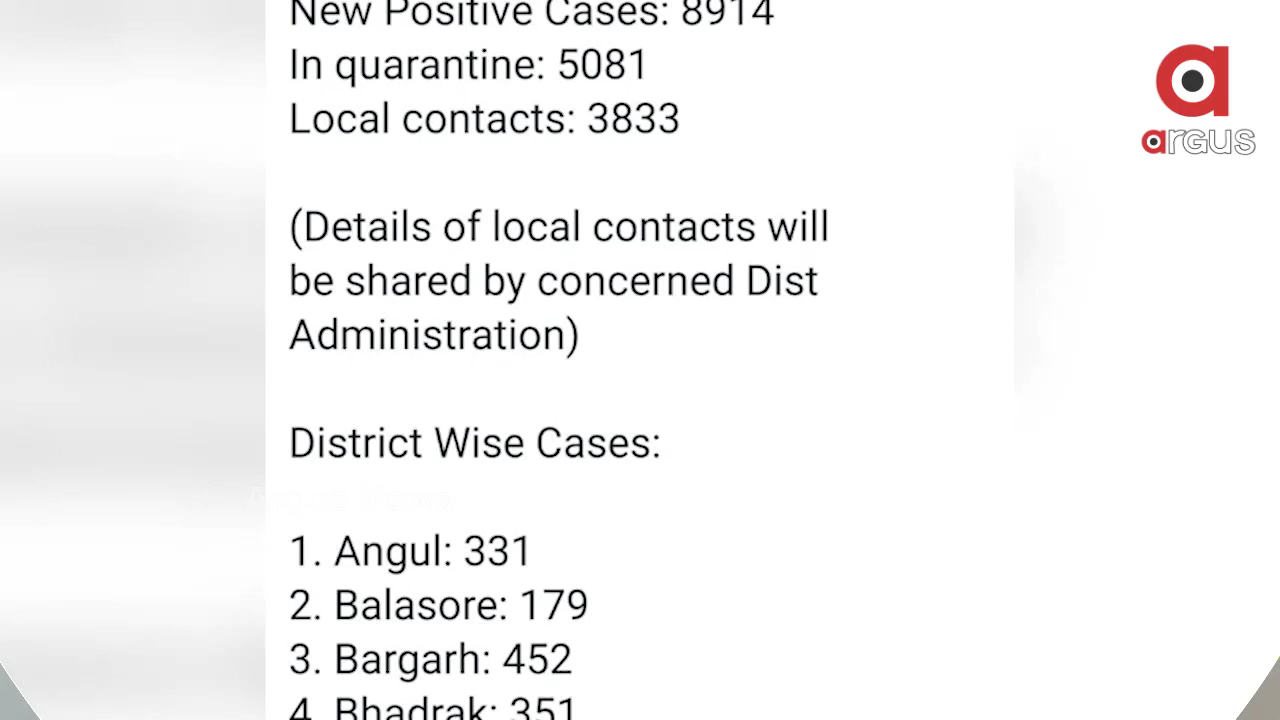 New Positive Cases: 8914
In quarantine: 5081
Local contacts: 3833
(Details of local contacts will
be shared by concerned Dist
Administration)
District Wise Cases:
1. Angul: 331
2. Balasore: 179
3. Bargarh: 452
4. Bhadrak: 351
argus